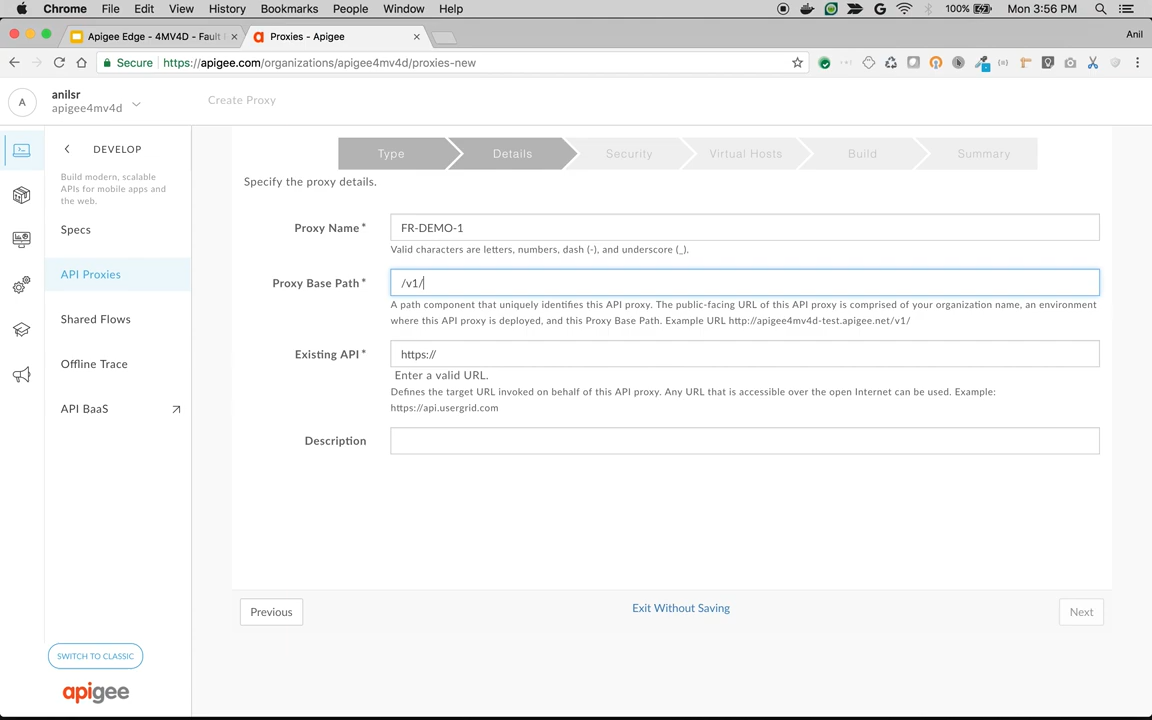 Chrome File Edit View History Bookmarks People Window Help 100% Mon 3:56 PM
Apigee Edge - 4MV4D - Fault Proxies - Apigee Anil
Secure https://apigee.com/organizations/apigee4mv4d/proxies-new
A anilsr Create Proxy
apigee4mv4d
DEVELOP
Build modern, scalable
APIs for mobile apps and
the web.
Specs
API Proxies
Shared Flows
Offline Trace
API BaaS
SWITCH TO CLASSIC
apigee
Type Details Security Virtual Hosts Build Summary
Specify the proxy details.
Proxy Name* FR-DEMO-1
Valid characters are letters, numbers, dash (-), and underscore (_).
Proxy Base Path* /v1/
A path component that uniquely identifies this API proxy. The public-facing URL of this API proxy is comprised of your organization name, an environment
where this API proxy is deployed, and this Proxy Base Path. Example URL http://apigee4mv4d-test.apigee.net/v1/
Existing API* https://
Enter a valid URL.
Defines the target URL invoked on behalf of this API proxy. Any URL that is accessible over the open Internet can be used. Example:
https://api.usergrid.com
Description
Previous Exit Without Saving Next